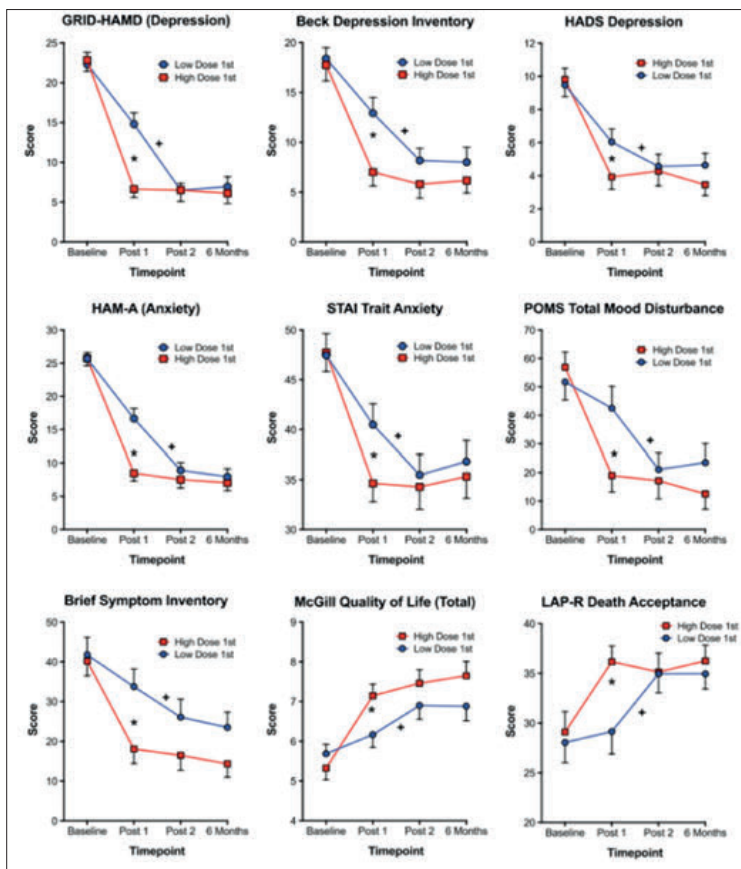 GRID-HAMD (Depression)
25
20
15
10
5
0
Score
Low Dose 1st
High Dose 1st
*
+
Baseline Post 1 Post 2 6 Months
Timepoint
Beck Depression Inventory
20
15
10
5
0
Score
Low Dose 1st
High Dose 1st
*
+
Baseline Post 1 Post 2 6 Months
Timepoint
HADS Depression
12
10
8
6
4
2
0
Score
High Dose 1st
Low Dose 1st
*
+
Baseline Post 1 Post 2 6 Months
Timepoint
HAM-A (Anxiety)
30
25
20
15
10
5
0
Score
Low Dose 1st
High Dose 1st
*
+
Baseline Post 1 Post 2 6 Months
Timepoint
STAI Trait Anxiety
50
45
40
35
30
Score
Low Dose 1st
High Dose 1st
*
+
Baseline Post 1 Post 2 6 Months
Timepoint
POMS Total Mood Disturbance
70
60
50
40
30
20
10
0
Score
High Dose 1st
Low Dose 1st
*
+
Baseline Post 1 Post 2 6 Months
Timepoint
Brief Symptom Inventory
50
40
30
20
10
0
Score
High Dose 1st
Low Dose 1st
*
+
Baseline Post 1 Post 2 6 Months
Timepoint
McGill Quality of Life (Total)
9
8
7
6
5
4
Score
High Dose 1st
Low Dose 1st
*
+
Baseline Post 1 Post 2 6 Months
Timepoint
LAP-R Death Acceptance
40
35
30
25
20
Score
High Dose 1st
Low Dose 1st
*
+
Baseline Post 1 Post 2 6 Months
Timepoint